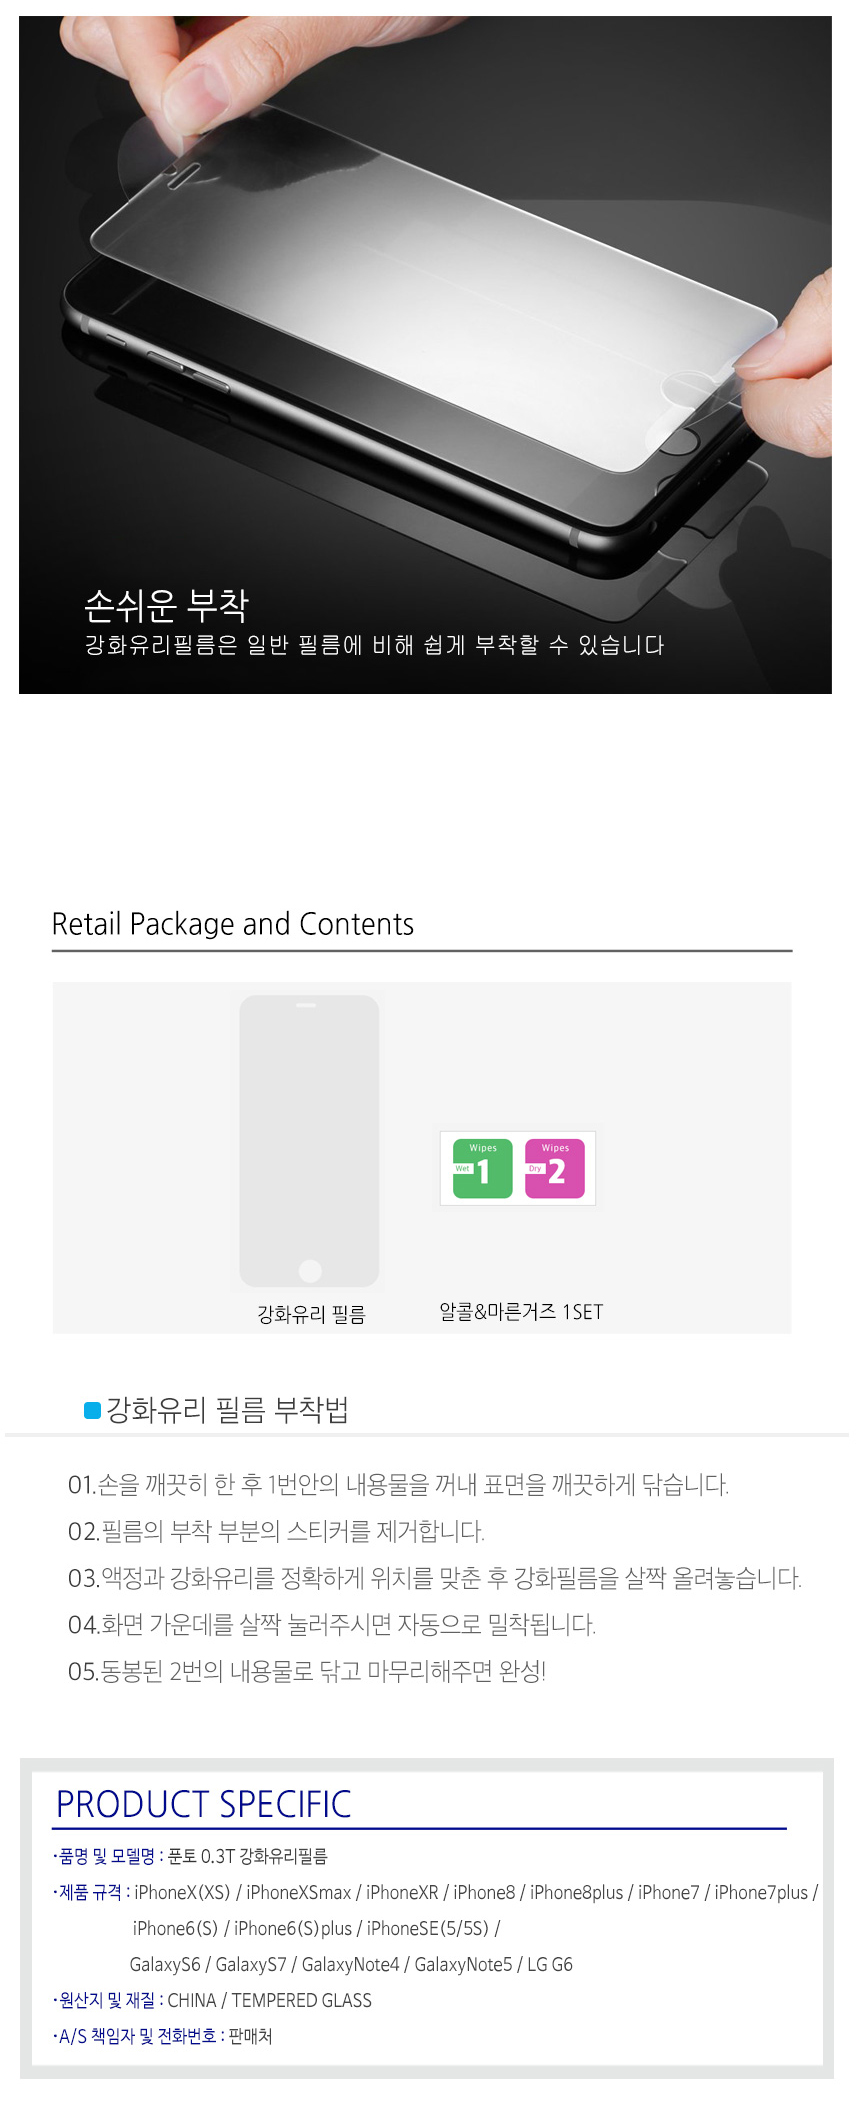 손쉬운 부착
강화유리필름은 일반 필름에 비해 쉽게 부착할 수 있습니다
Retail Package and Contents
Wipes
Wet 1
Wipes
Dry 2
강화유리 필름
알콜&마른거즈 1SET
강화유리 필름 부착법
01.손을 깨끗히 한 후 1번안의 내용물을 꺼내 표면을 깨끗하게 닦습니다.
02.필름의 부착 부분의 스티커를 제거합니다.
03.액정과 강화유리를 정확하게 위치를 맞춘 후 강화필름을 살짝 올려놓습니다.
04.화면 가운데를 살짝 눌러주시면 자동으로 밀착됩니다.
05.동봉된 2번의 내용물로 닦고 마무리해주면 완성!
PRODUCT SPECIFIC
·품명 및 모델명 : 푼토 0.3T 강화유리필름
·제품 규격 : iPhoneX(XS) / iPhoneXSmax / iPhoneXR / iPhone8 / iPhone8plus / iPhone7 / iPhone7plus /
iPhone6(S) / iPhone6(S)plus / iPhoneSE(5/5S) /
GalaxyS6 / GalaxyS7 / GalaxyNote4 / GalaxyNote5 / LG G6
·원산지 및 재질 : CHINA / TEMPERED GLASS
·A/S 책임자 및 전화번호 : 판매처